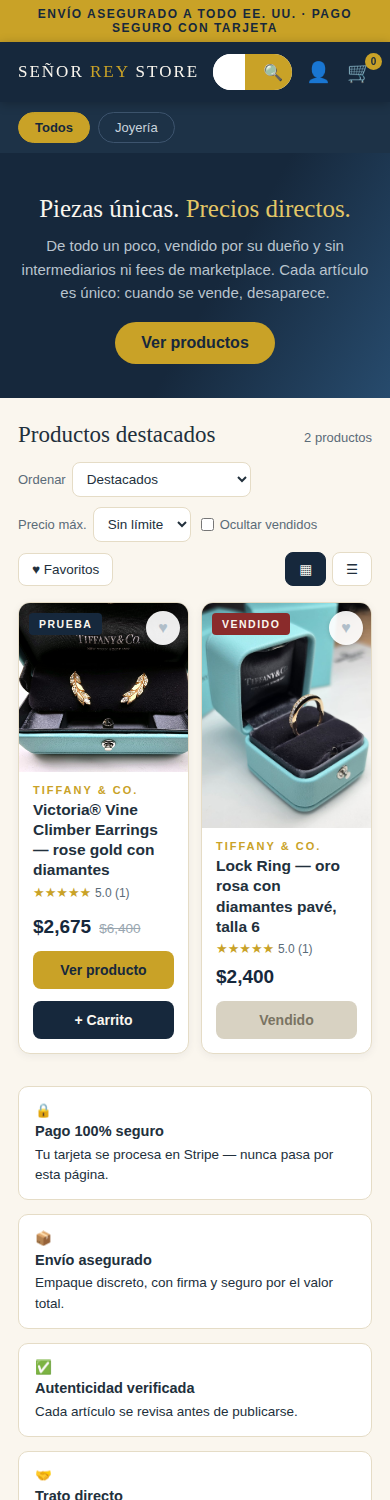 ENVÍO ASEGURADO A TODO EE. UU. · PAGO
SEGURO CON TARJETA
SEÑOR REY STORE
0
Todos
Joyería
Piezas únicas. Precios directos.
De todo un poco, vendido por su dueño y sin
intermediarios ni fees de marketplace. Cada artículo
es único: cuando se vende, desaparece.
Ver productos
Productos destacados
2 productos
Ordenar
Destacados
Precio máx.
Sin límite
Ocultar vendidos
♥ Favoritos
PRUEBA
TIFFANY & CO.
TIFFANY & CO.
Victoria® Vine
Climber Earrings
— rose gold con
diamantes
★★★★★ 5.0 (1)
$2,675 $6,400
Ver producto
+ Carrito
VENDIDO
TIFFANY & CO.
Lock Ring — oro
rosa con
diamantes pavé,
talla 6
★★★★★ 5.0 (1)
$2,400
Vendido
Pago 100% seguro
Tu tarjeta se procesa en Stripe — nunca pasa por
esta página.
Envío asegurado
Empaque discreto, con firma y seguro por el valor
total.
Autenticidad verificada
Cada artículo se revisa antes de publicarse.
Trato directo